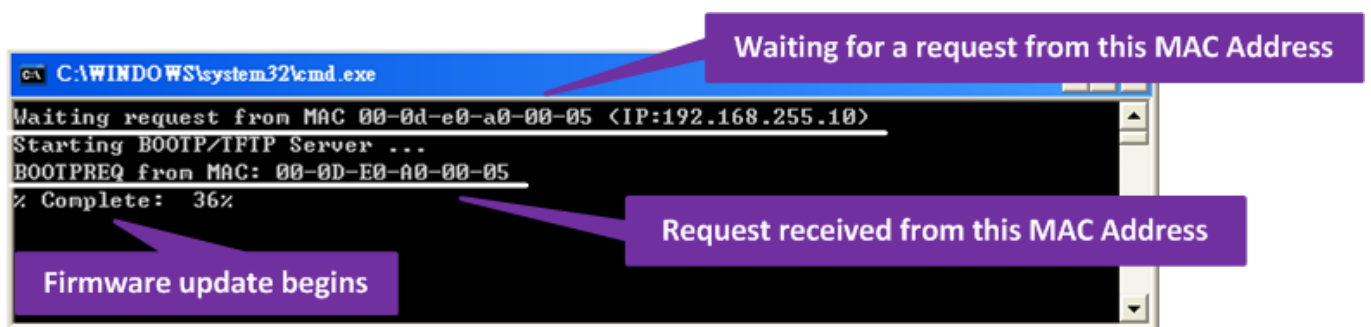 Waiting for a request from this MAC Address
C:\WINDOWS\system32\cmd.exe
Waiting request from MAC 00-0d-e0-a0-00-05 (IP:192.168.255.10)
Starting BOOTP/TFTP Server ...
BOOTPREQ from MAC: 00-0D-E0-A0-00-05
% Complete:  36%
Request received from this MAC Address
Firmware update begins